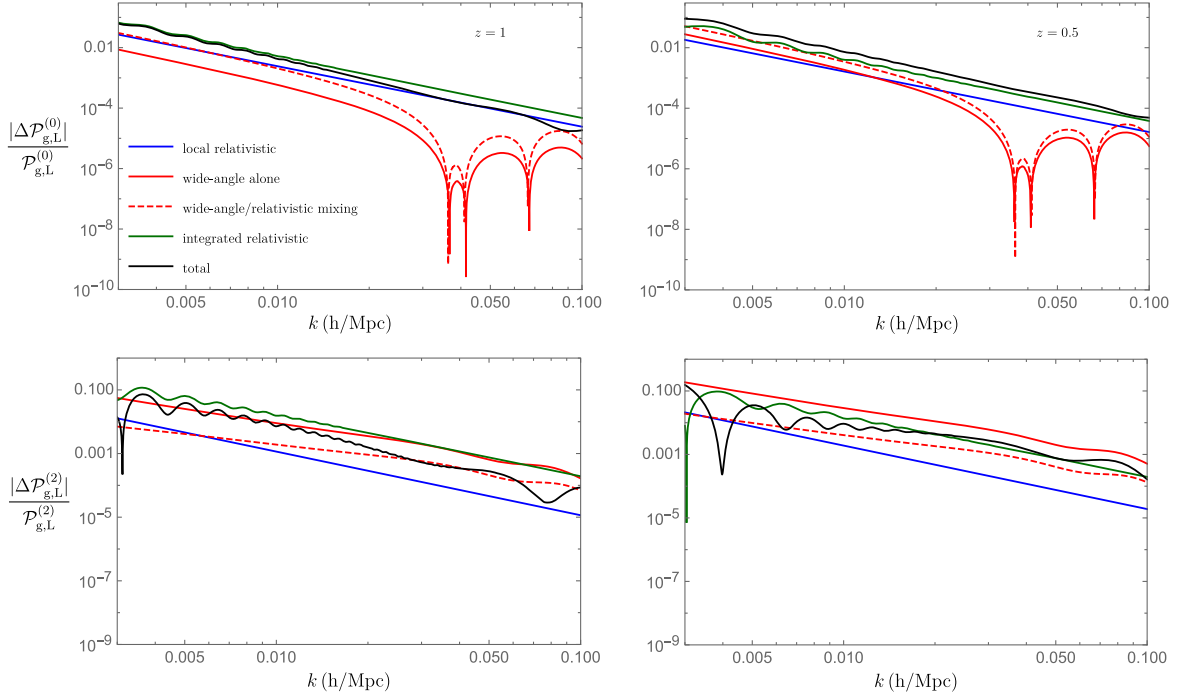 z = 1
0.01
10⁻⁴
10⁻⁶
10⁻⁸
10⁻¹⁰
|ΔP_{g,L}^{(0)}|
P_{g,L}^{(0)}
local relativistic
wide-angle alone
wide-angle/relativistic mixing
integrated relativistic
total
0.005 0.010 0.050 0.100
k (h/Mpc)
z = 0.5
0.01
10⁻⁴
10⁻⁶
10⁻⁸
10⁻¹⁰
0.005 0.010 0.050 0.100
k (h/Mpc)
0.100
0.001
10⁻⁵
10⁻⁷
10⁻⁹
|ΔP_{g,L}^{(2)}|
P_{g,L}^{(2)}
0.005 0.010 0.050 0.100
k (h/Mpc)
0.100
0.001
10⁻⁵
10⁻⁷
10⁻⁹
0.005 0.010 0.050 0.100
k (h/Mpc)